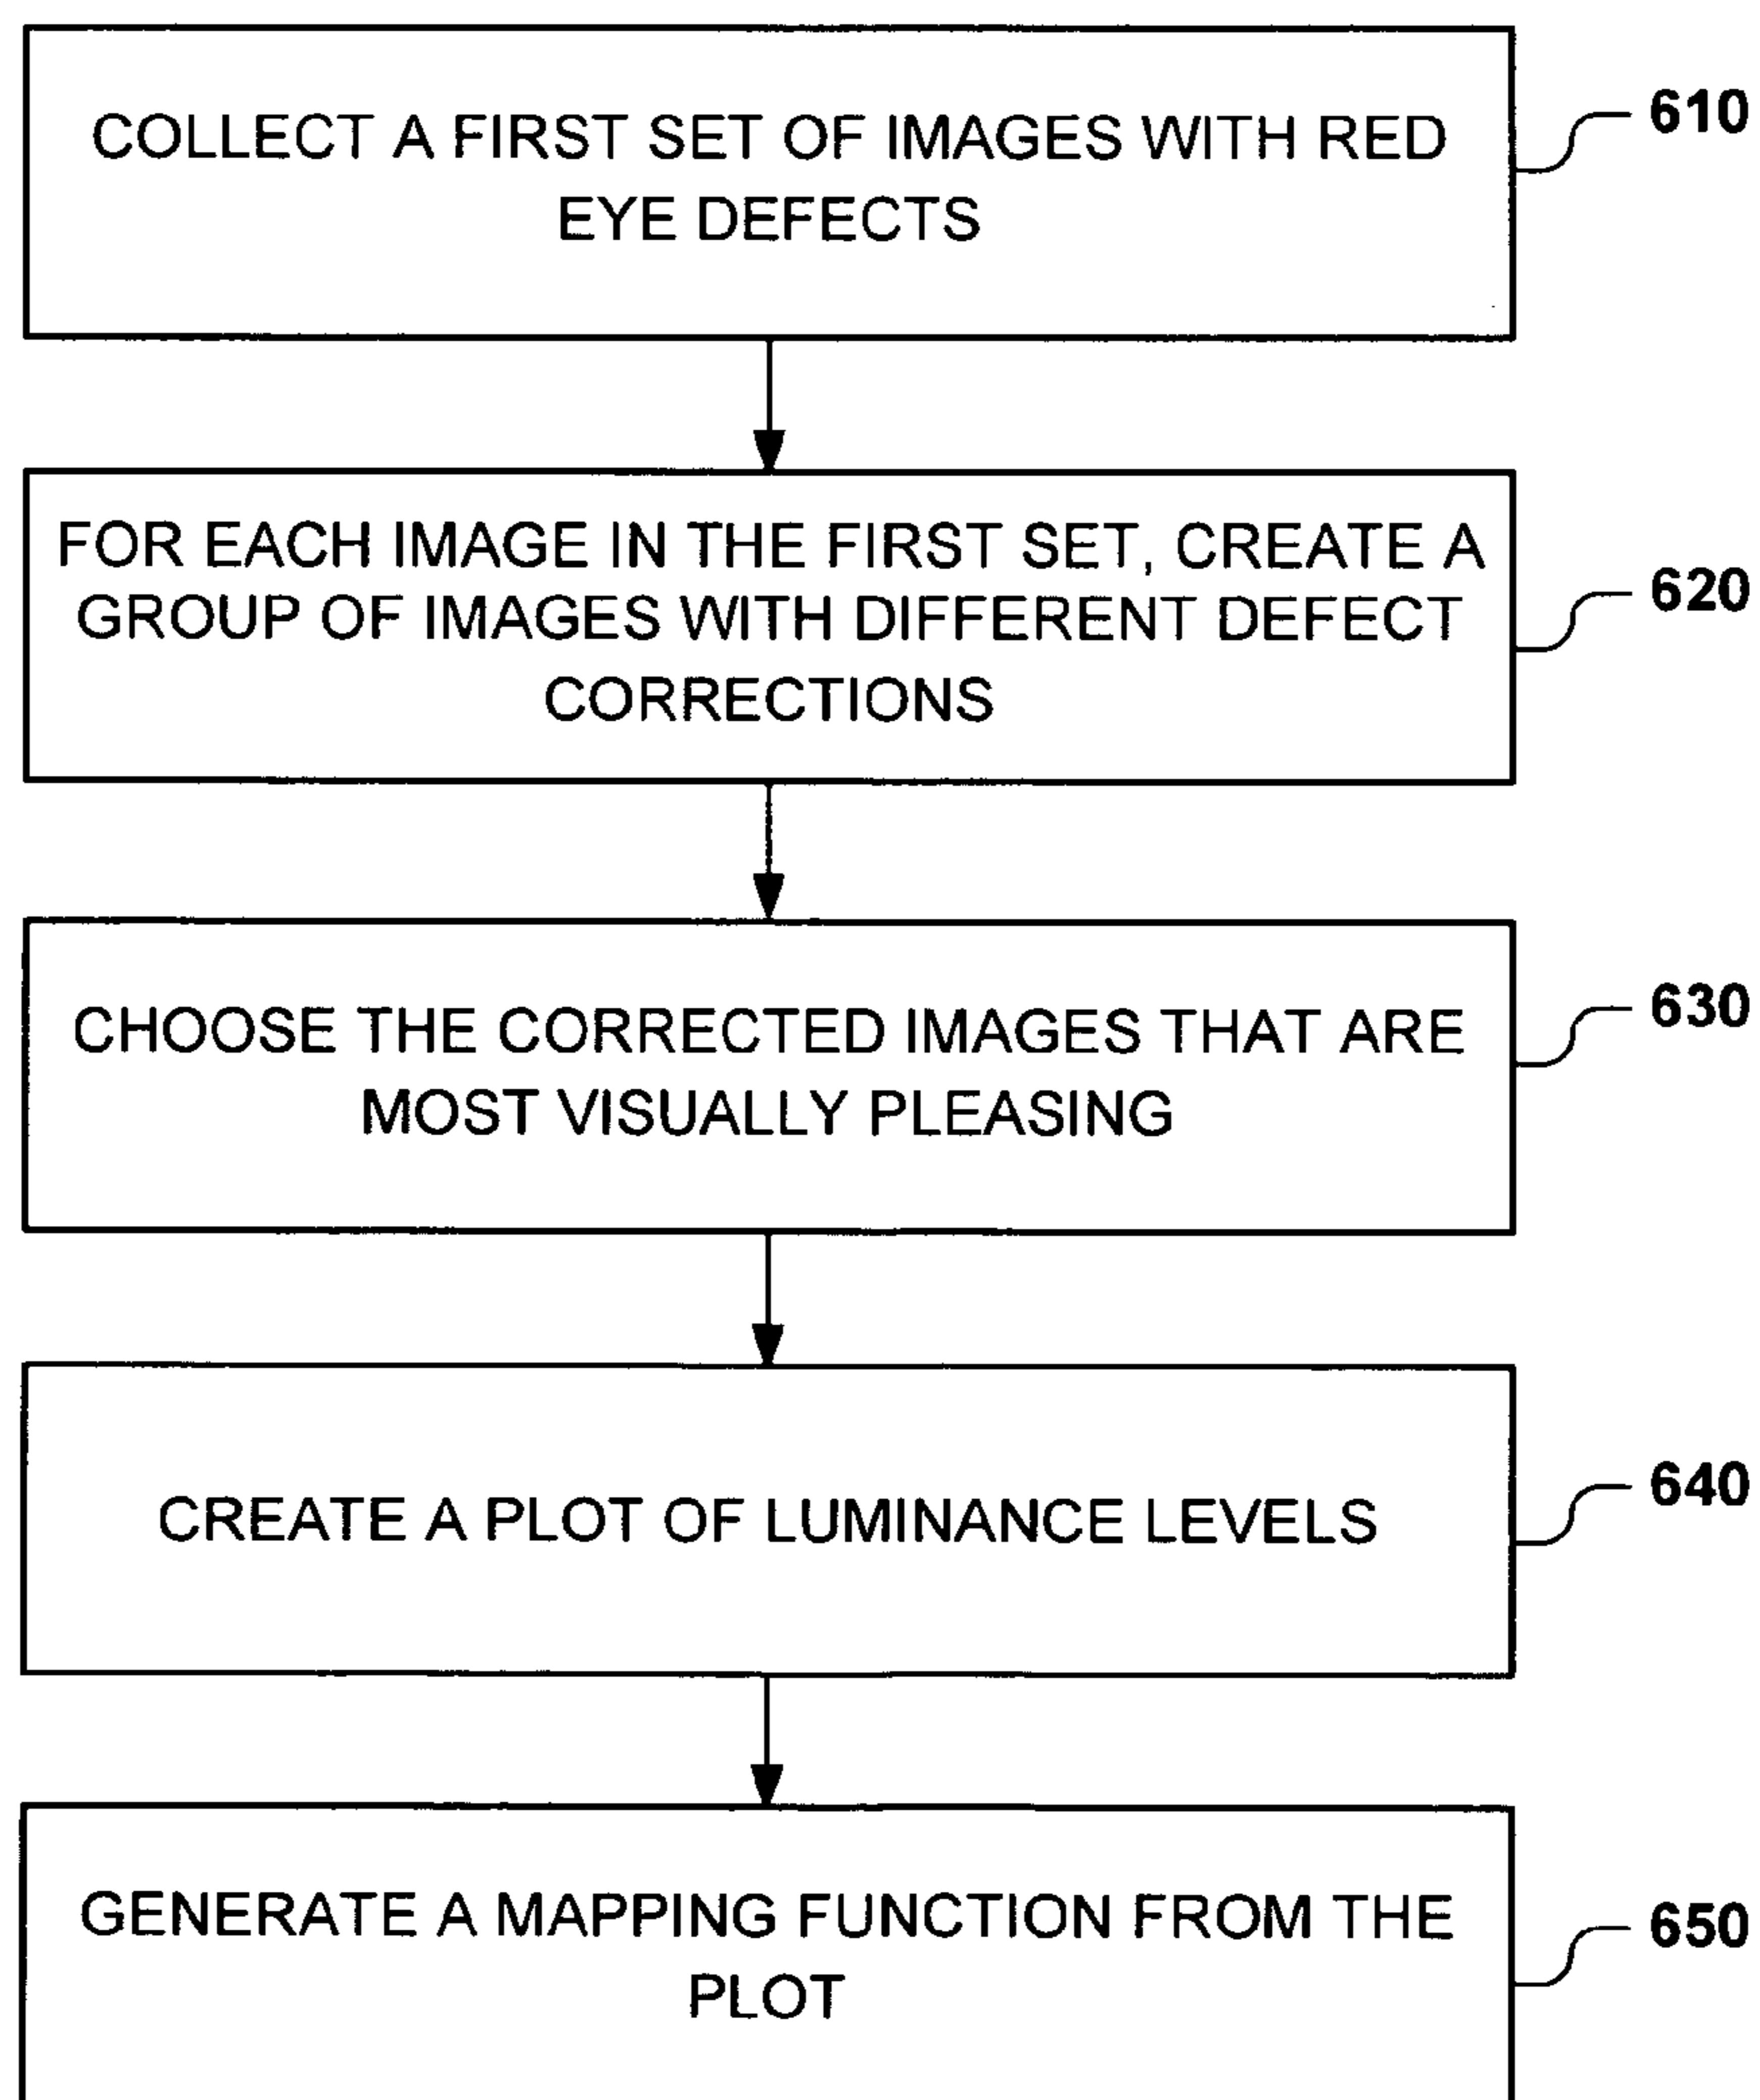 COLLECT A FIRST SET OF IMAGES WITH RED
EYE DEFECTS
610
FOR EACH IMAGE IN THE FIRST SET, CREATE A
GROUP OF IMAGES WITH DIFFERENT DEFECT
CORRECTIONS
620
CHOOSE THE CORRECTED IMAGES THAT ARE
MOST VISUALLY PLEASING
630
CREATE A PLOT OF LUMINANCE LEVELS
640
GENERATE A MAPPING FUNCTION FROM THE
PLOT
650